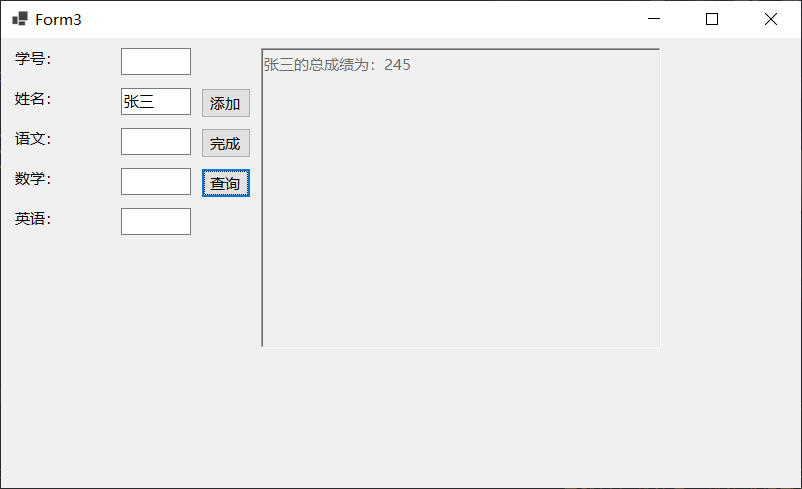 Form3
学号：
姓名： 张三 添加
语文： 完成
数学： 查询
英语：
张三的总成绩为：245